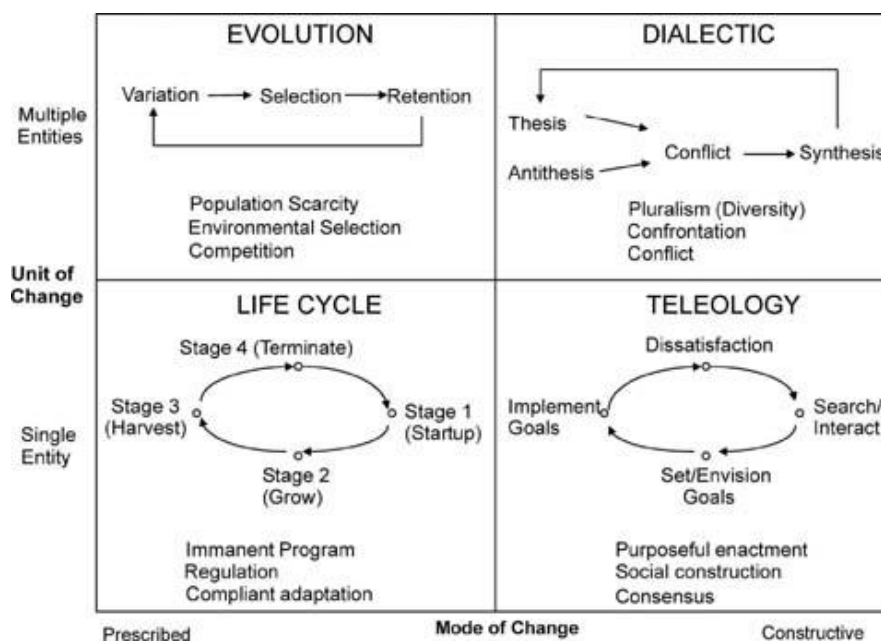 EVOLUTION
Variation
Selection
Retention
Population Scarcity
Environmental Selection
Competition
DIALECTIC
Thesis
Antithesis
Conflict
Synthesis
Pluralism (Diversity)
Confrontation
Conflict
Multiple
Entities
Unit of
Change
LIFE CYCLE
Stage 4 (Terminate)
Stage 3
(Harvest)
Stage 1
(Startup)
Stage 2
(Grow)
Immanent Program
Regulation
Compliant adaptation
TELEOLOGY
Dissatisfaction
Implement
Goals
Search/
Interact
Set/Envision
Goals
Purposeful enactment
Social construction
Consensus
Single
Entity
Prescribed
Mode of Change
Constructive